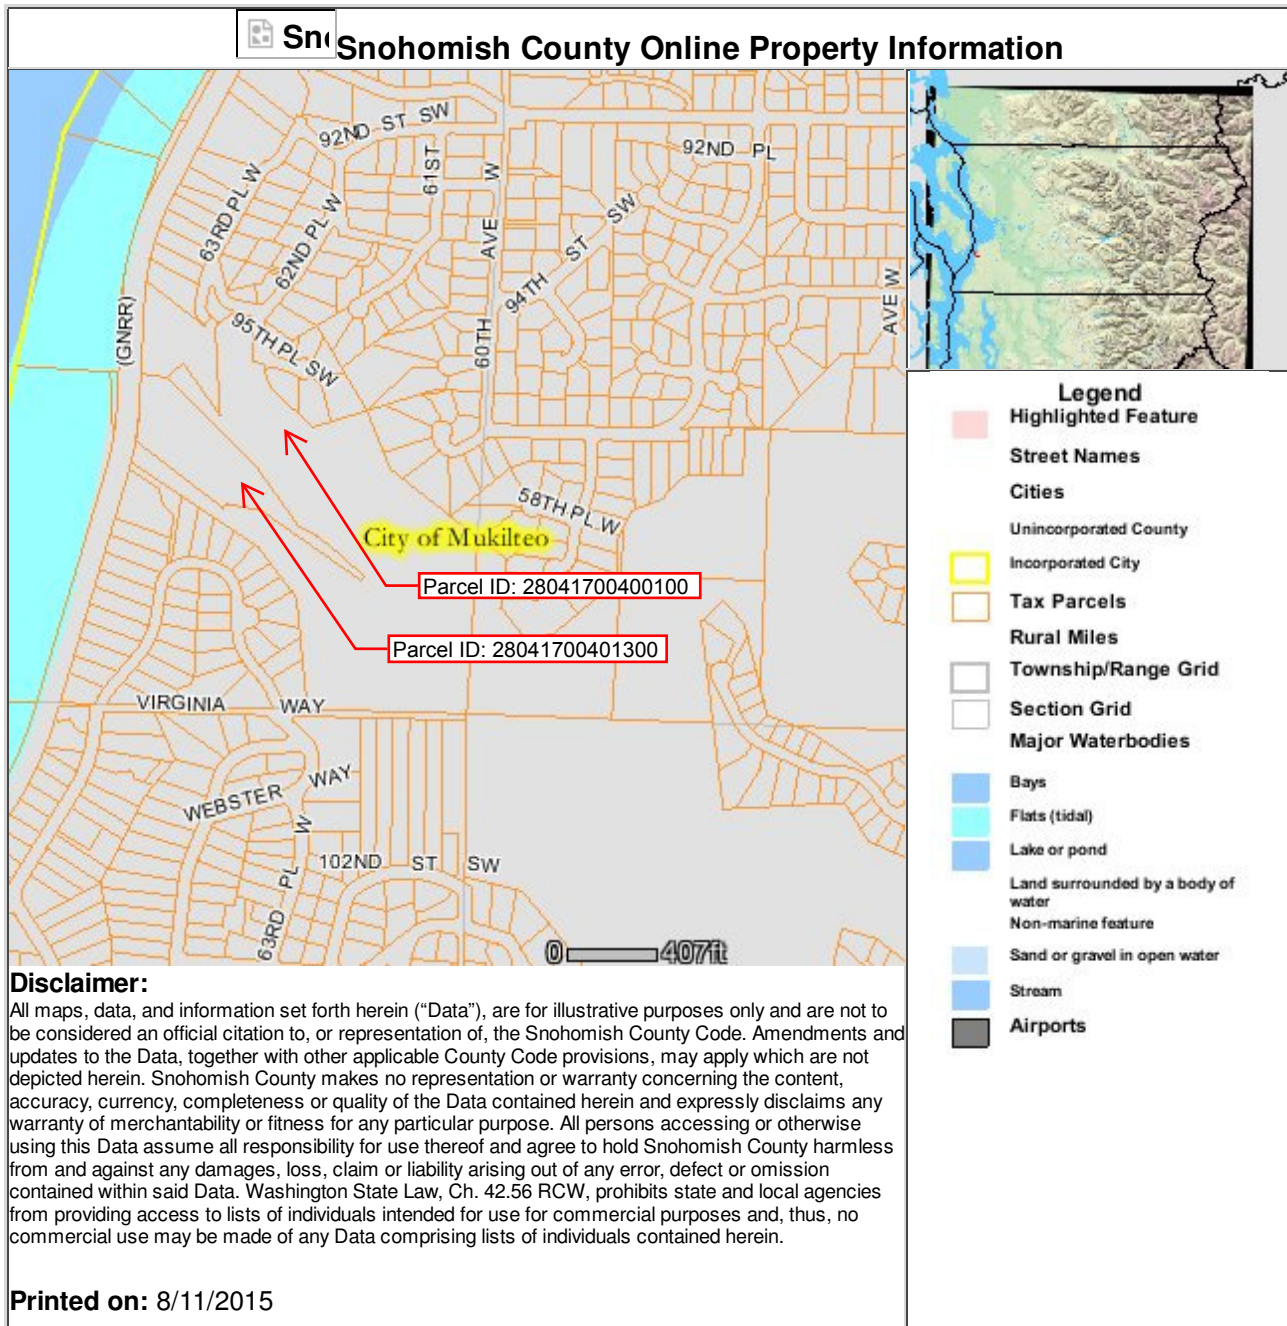 Sno
Snohomish County Online Property Information
92ND ST SW
61ST
92ND PL
63RD PL W
62ND PL W
60TH AVE W
94TH ST SW
AVE W
95TH PL SW
(GNRR)
58TH PL W
City of Mukilteo
Parcel ID: 28041700400100
Parcel ID: 28041700401300
VIRGINIA WAY
WEBSTER WAY
102ND ST SW
63RD PL W
0 407ft
Legend
Highlighted Feature
Street Names
Cities
Unincorporated County
Incorporated City
Tax Parcels
Rural Miles
Township/Range Grid
Section Grid
Major Waterbodies
Bays
Flats (tidal)
Lake or pond
Land surrounded by a body of
water
Non-marine feature
Sand or gravel in open water
Stream
Airports
Disclaimer:
All maps, data, and information set forth herein (“Data”), are for illustrative purposes only and are not to
be considered an official citation to, or representation of, the Snohomish County Code. Amendments and
updates to the Data, together with other applicable County Code provisions, may apply which are not
depicted herein. Snohomish County makes no representation or warranty concerning the content,
accuracy, currency, completeness or quality of the Data contained herein and expressly disclaims any
warranty of merchantability or fitness for any particular purpose. All persons accessing or otherwise
using this Data assume all responsibility for use thereof and agree to hold Snohomish County harmless
from and against any damages, loss, claim or liability arising out of any error, defect or omission
contained within said Data. Washington State Law, Ch. 42.56 RCW, prohibits state and local agencies
from providing access to lists of individuals intended for use for commercial purposes and, thus, no
commercial use may be made of any Data comprising lists of individuals contained herein.
Printed on: 8/11/2015